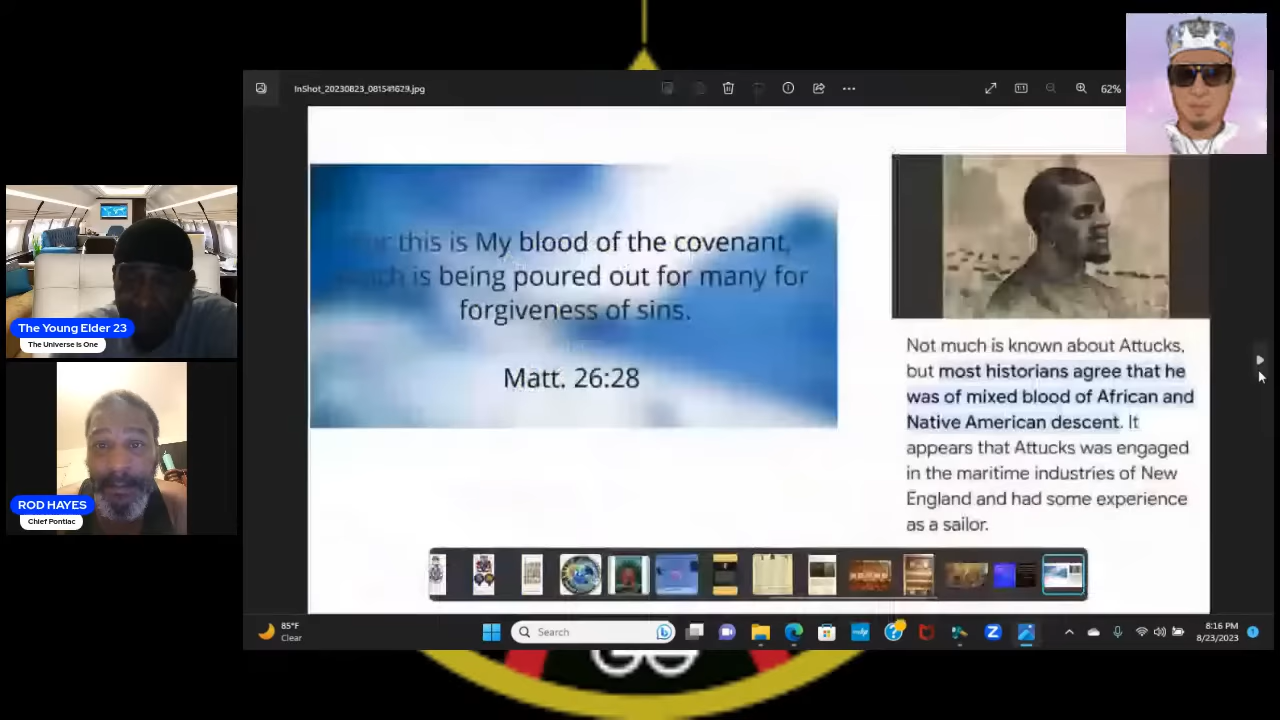 InShot_20230823_081541629.jpg
62%
this is My blood of the covenant,
is being poured out for many for
forgiveness of sins.
Matt. 26:28
Not much is known about Attucks,
but most historians agree that he
was of mixed blood of African and
Native American descent. It
appears that Attucks was engaged
in the maritime industries of New
England and had some experience
as a sailor.
The Young Elder 23
The Universe Is One
ROD HAYES
Chief Pontiac
85°F
Clear
Search
8:16 PM
8/23/2023